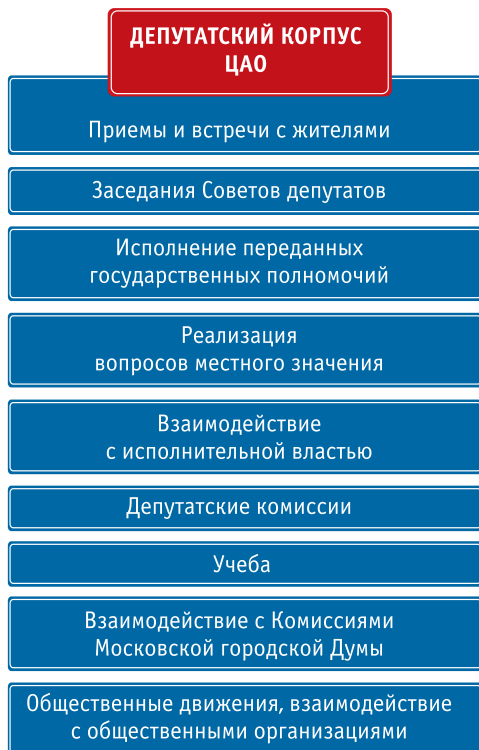 ДЕПУТАТСКИЙ КОРПУС
ЦАО
Приемы и встречи с жителями
Заседания Советов депутатов
Исполнение переданных
государственных полномочий
Реализация
вопросов местного значения
Взаимодействие
с исполнительной властью
Депутатские комиссии
Учеба
Взаимодействие с Комиссиями
Московской городской Думы
Общественные движения, взаимодействие
с общественными организациями